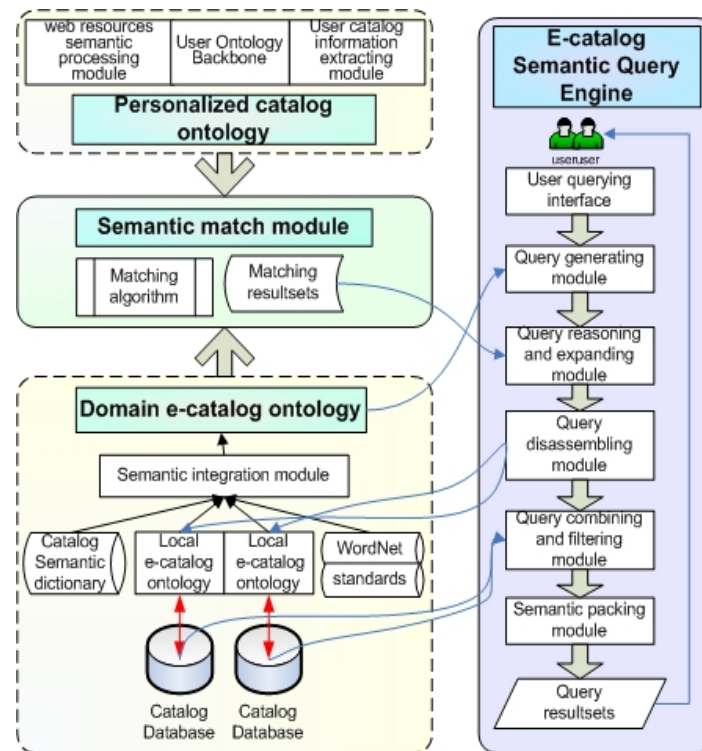 web resources
semantic
processing
module
User Ontology
Backbone
User catalog
information
extracting module
Personalized catalog
ontology
Semantic match module
Matching
algorithm
Matching
resultsets
Domain e-catalog ontology
Semantic integration module
Catalog
Semantic
dictionary
Local
e-catalog
ontology
Local
e-catalog
ontology
WordNet
standards
Catalog
Database
Catalog
Database
E-catalog
Semantic Query
Engine
useruser
User querying
interface
Query generating
module
Query reasoning
and expanding
module
Query
disassembling
module
Query combining
and filtering
module
Semantic packing
module
Query
resultsets